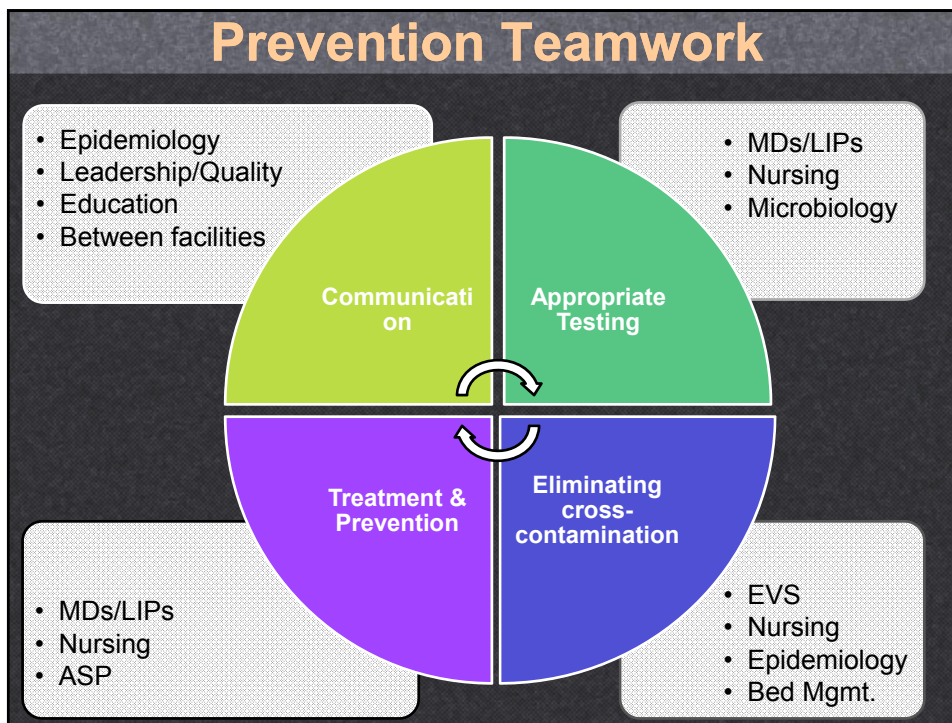 Prevention Teamwork
• Epidemiology
• Leadership/Quality
• Education
• Between facilities
• MDs/LIPs
• Nursing
• Microbiology
Communicati
on
Appropriate
Testing
Treatment &
Prevention
Eliminating
cross-
contamination
• MDs/LIPs
• Nursing
• ASP
• EVS
• Nursing
• Epidemiology
• Bed Mgmt.